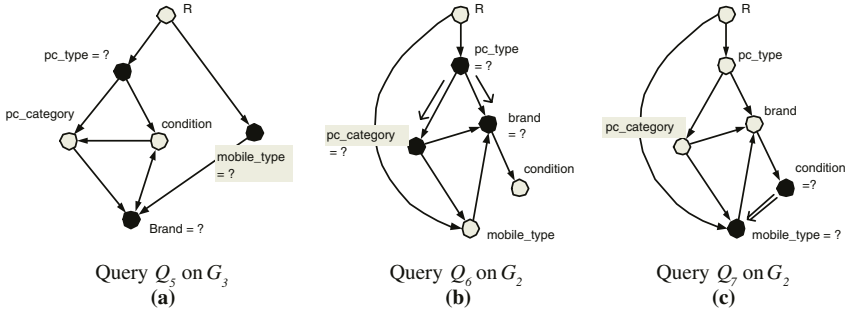 R
pc_type = ?
pc_category
condition
mobile_type
= ?
Brand = ?
Query Q5 on G3
(a)
R
pc_type
= ?
brand
= ?
pc_category
= ?
condition
mobile_type
Query Q6 on G2
(b)
R
pc_type
brand
pc_category
condition
=?
mobile_type = ?
Query Q7 on G2
(c)